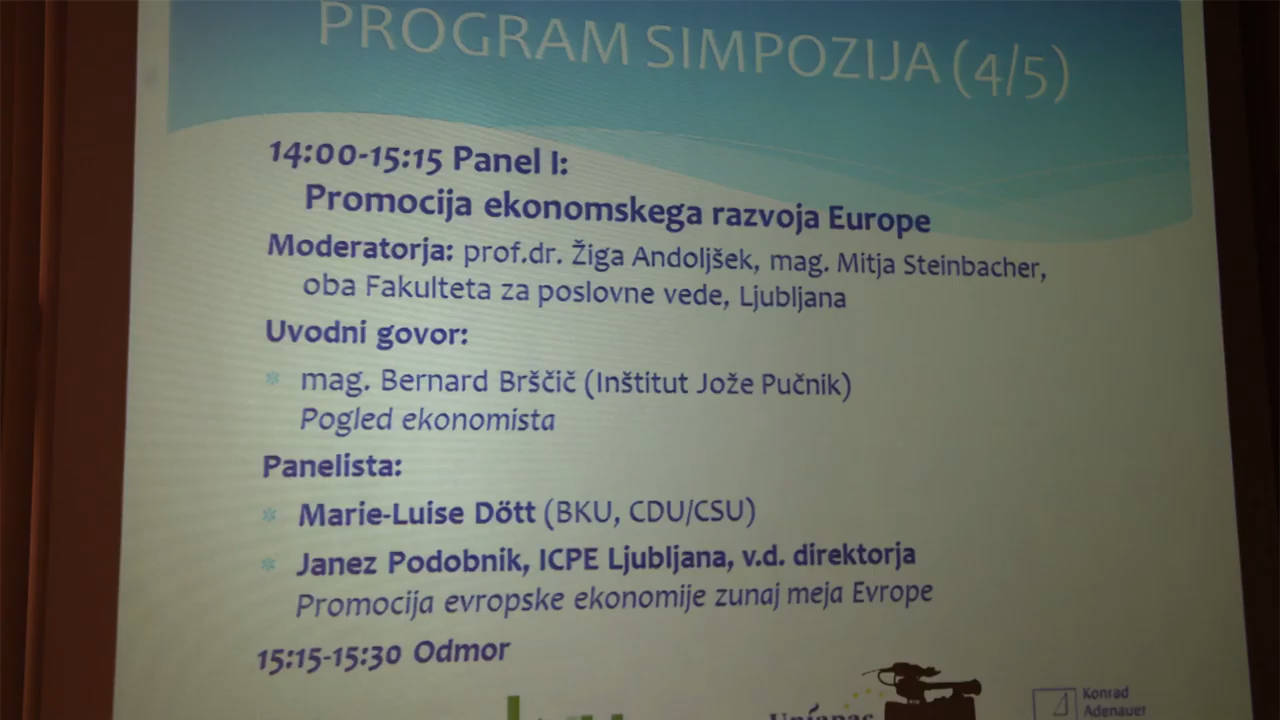 PROGRAM SIMPOZIJA (4/5)
14:00-15:15 Panel I:
Promocija ekonomskega razvoja Europe
Moderatorja: prof.dr. Žiga Andoljšek, mag. Mitja Steinbacher,
oba Fakulteta za poslovne vede, Ljubljana
Uvodni govor:
mag. Bernard Brščič (Inštitut Jože Pučnik)
Pogled ekonomista
Panelista:
Marie-Luise Dött (BKU, CDU/CSU)
Janez Podobnik, ICPE Ljubljana, v.d. direktorja
Promocija evropske ekonomije zunaj meja Evrope
15:15-15:30 Odmor
Konrad
Adenauer